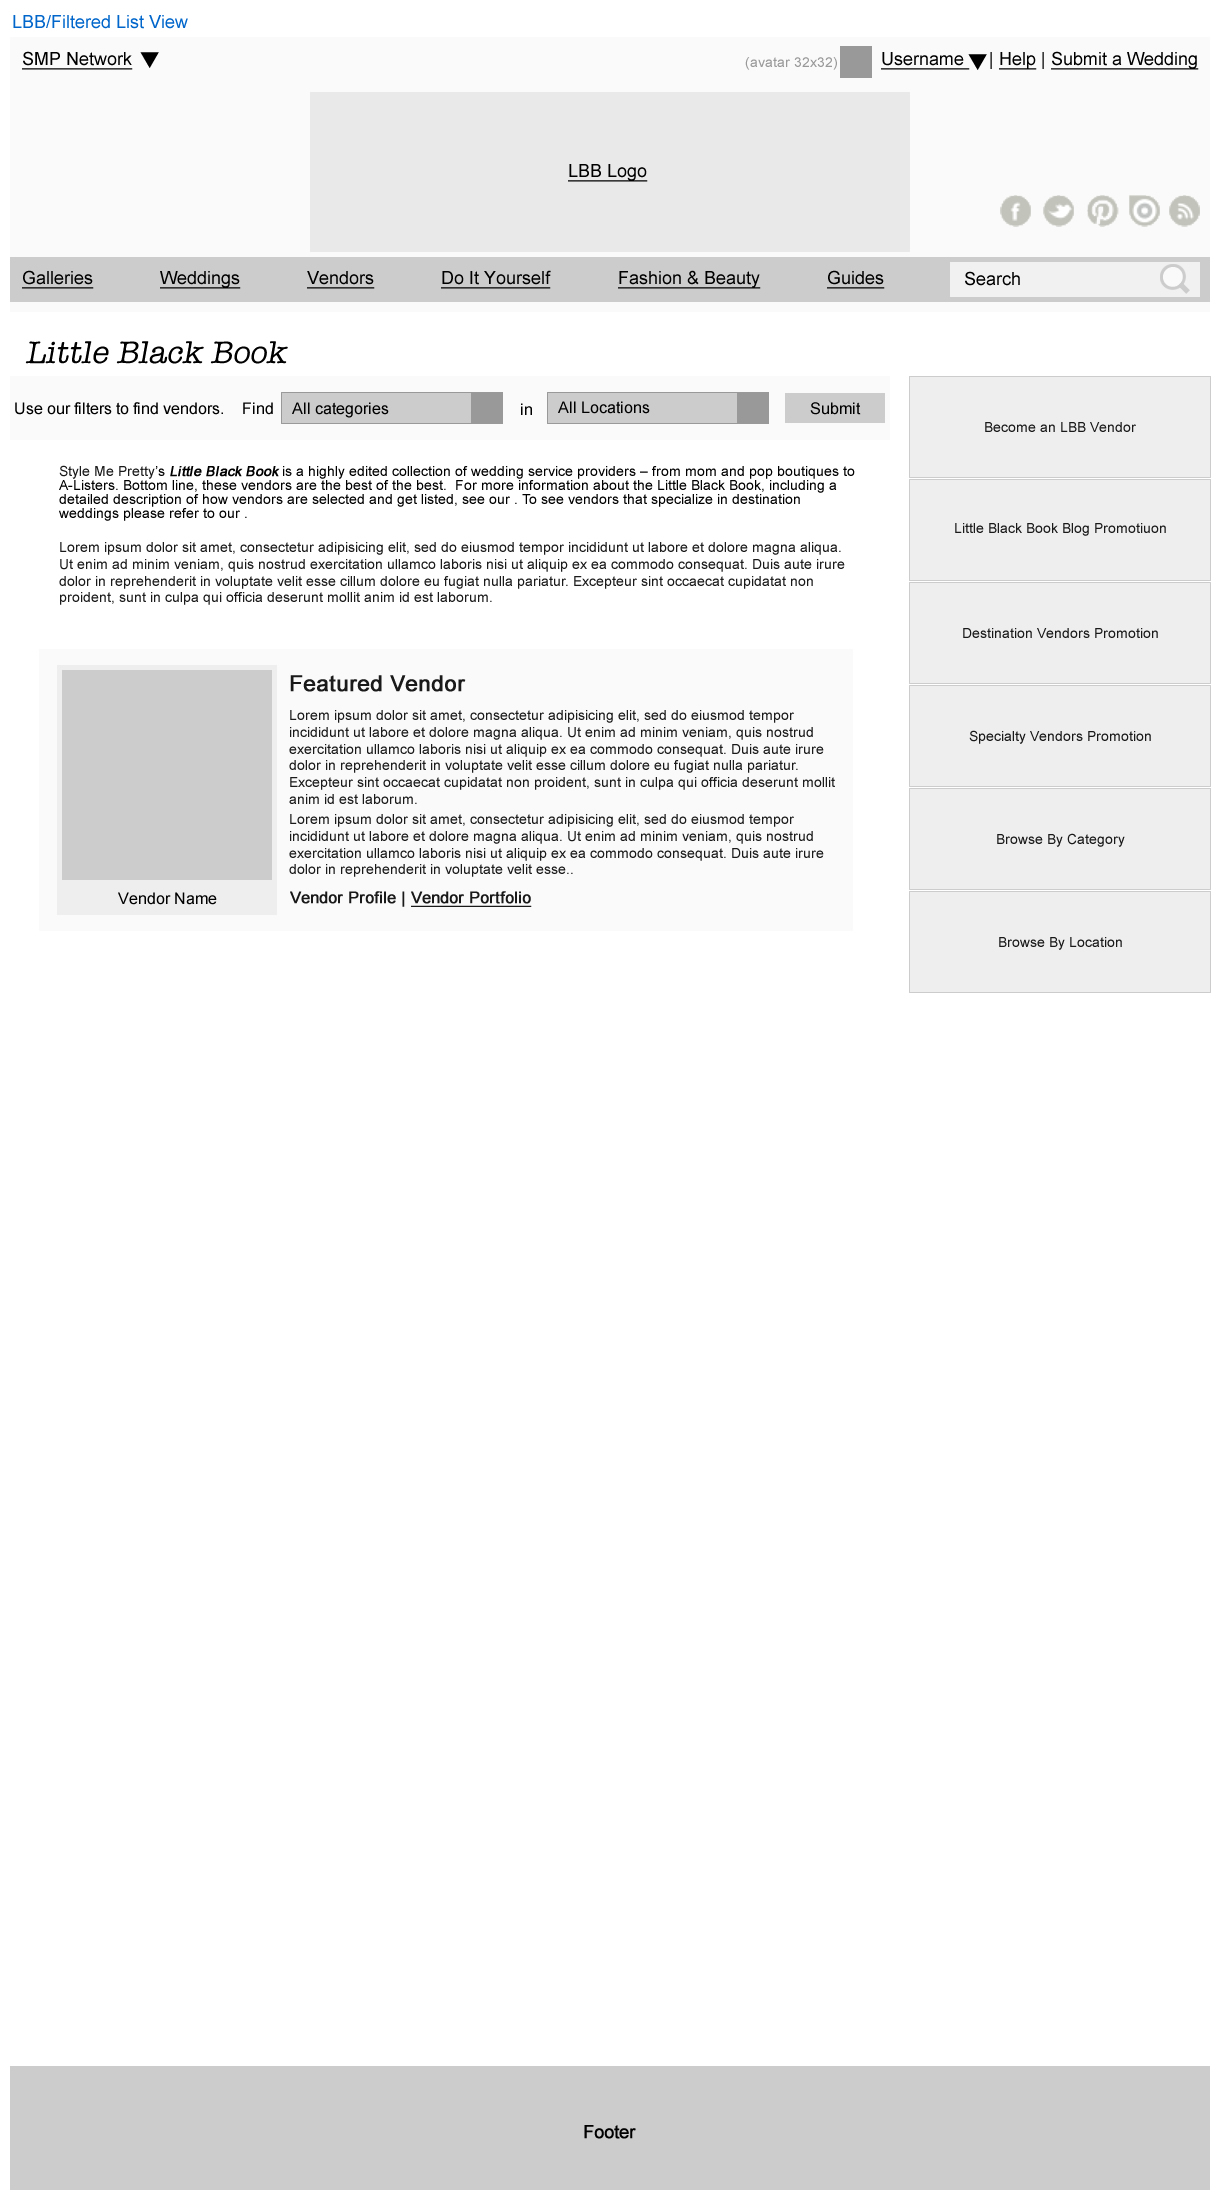 LBB/Filtered List View
SMP Network
(avatar 32x32)
Username | Help | Submit a Wedding
LBB Logo
Galleries
Weddings
Vendors
Do It Yourself
Fashion & Beauty
Guides
Search
Little Black Book
Use our filters to find vendors. Find All categories in All Locations Submit
Style Me Pretty’s Little Black Book is a highly edited collection of wedding service providers – from mom and pop boutiques to
A-Listers. Bottom line, these vendors are the best of the best.  For more information about the Little Black Book, including a
detailed description of how vendors are selected and get listed, see our . To see vendors that specialize in destination
weddings please refer to our .
Lorem ipsum dolor sit amet, consectetur adipisicing elit, sed do eiusmod tempor incididunt ut labore et dolore magna aliqua.
Ut enim ad minim veniam, quis nostrud exercitation ullamco laboris nisi ut aliquip ex ea commodo consequat. Duis aute irure
dolor in reprehenderit in voluptate velit esse cillum dolore eu fugiat nulla pariatur. Excepteur sint occaecat cupidatat non
proident, sunt in culpa qui officia deserunt mollit anim id est laborum.
Vendor Name
Featured Vendor
Lorem ipsum dolor sit amet, consectetur adipisicing elit, sed do eiusmod tempor
incididunt ut labore et dolore magna aliqua. Ut enim ad minim veniam, quis nostrud
exercitation ullamco laboris nisi ut aliquip ex ea commodo consequat. Duis aute irure
dolor in reprehenderit in voluptate velit esse cillum dolore eu fugiat nulla pariatur.
Excepteur sint occaecat cupidatat non proident, sunt in culpa qui officia deserunt mollit
anim id est laborum.
Lorem ipsum dolor sit amet, consectetur adipisicing elit, sed do eiusmod tempor
incididunt ut labore et dolore magna aliqua. Ut enim ad minim veniam, quis nostrud
exercitation ullamco laboris nisi ut aliquip ex ea commodo consequat. Duis aute irure
dolor in reprehenderit in voluptate velit esse..
Vendor Profile | Vendor Portfolio
Become an LBB Vendor
Little Black Book Blog Promotiuon
Destination Vendors Promotion
Specialty Vendors Promotion
Browse By Category
Browse By Location
Footer